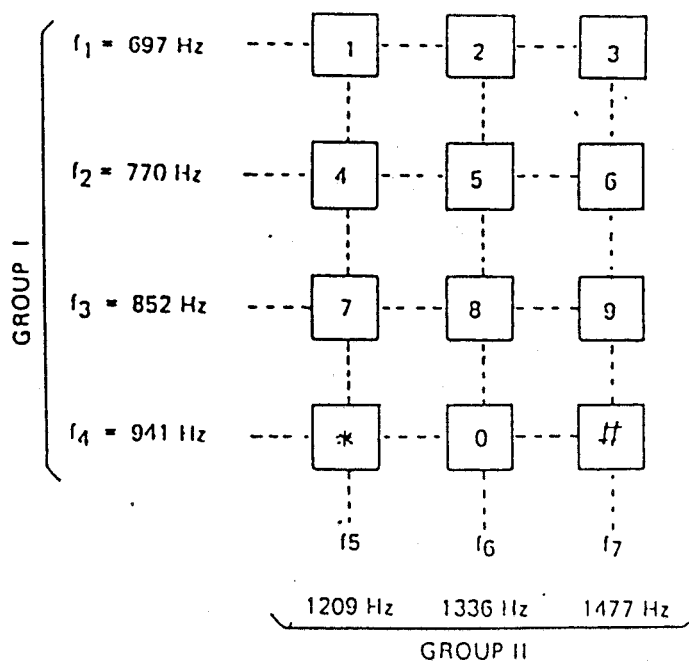 f1 = 697 Hz 1 2 3
f2 = 770 Hz 4 5 6
GROUP I
f3 = 852 Hz 7 8 9
f4 = 941 Hz * 0 #
f5 f6 f7
1209 Hz 1336 Hz 1477 Hz
GROUP II